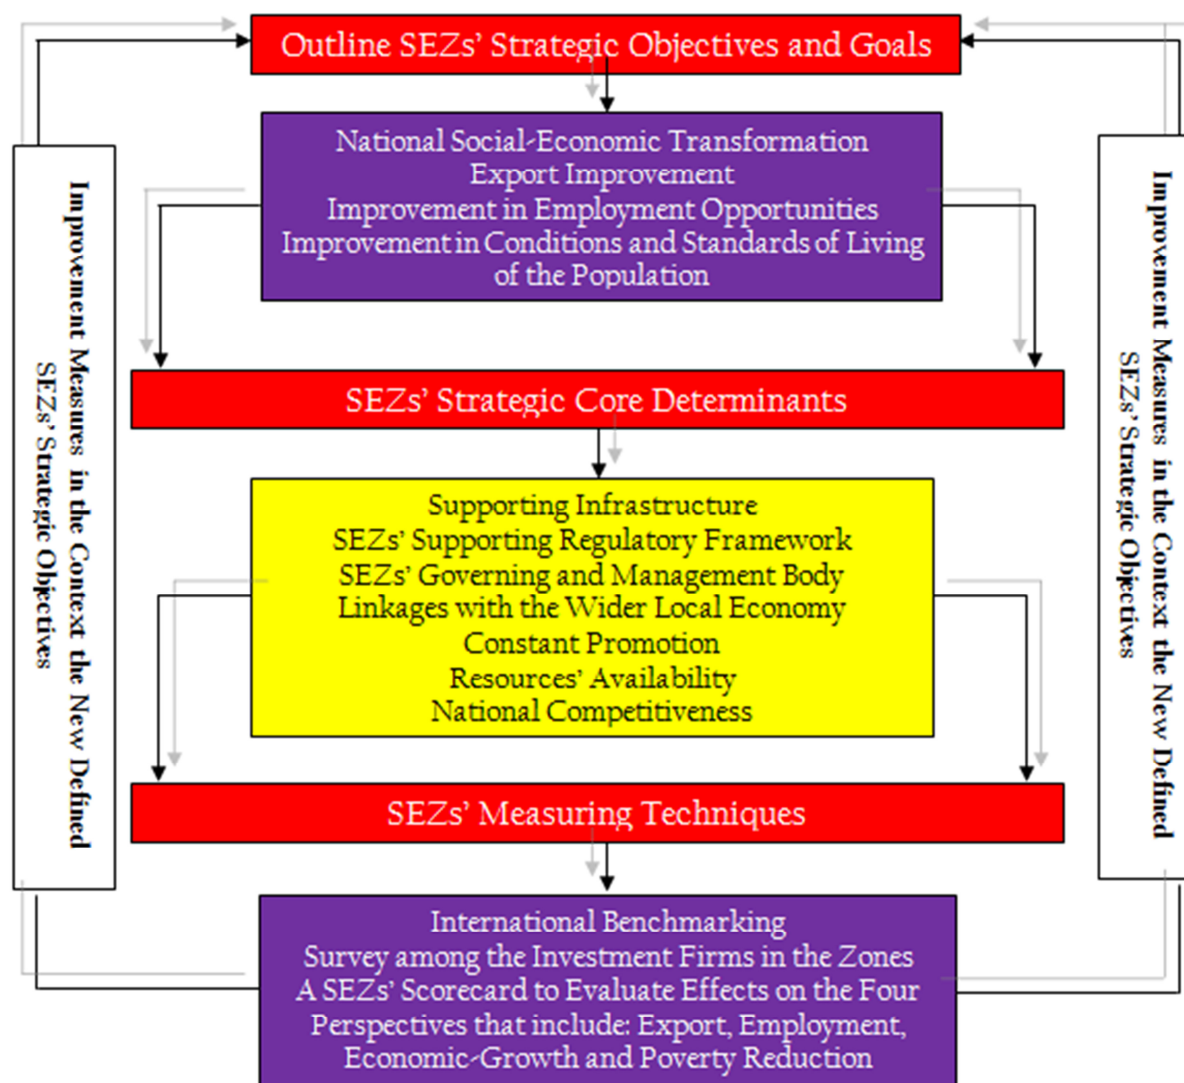 Outline SEZs' Strategic Objectives and Goals
National Social-Economic Transformation
Export Improvement
Improvement in Employment Opportunities
Improvement in Conditions and Standards of Living
of the Population
SEZs' Strategic Core Determinants
Supporting Infrastructure
SEZs' Supporting Regulatory Framework
SEZs' Governing and Management Body
Linkages with the Wider Local Economy
Constant Promotion
Resources' Availability
National Competitiveness
SEZs' Measuring Techniques
International Benchmarking
Survey among the Investment Firms in the Zones
A SEZs' Scorecard to Evaluate Effects on the Four
Perspectives that include: Export, Employment,
Economic-Growth and Poverty Reduction
Improvement Measures in the Context the New Defined
SEZs' Strategic Objectives
Improvement Measures in the Context the New Defined
SEZs' Strategic Objectives